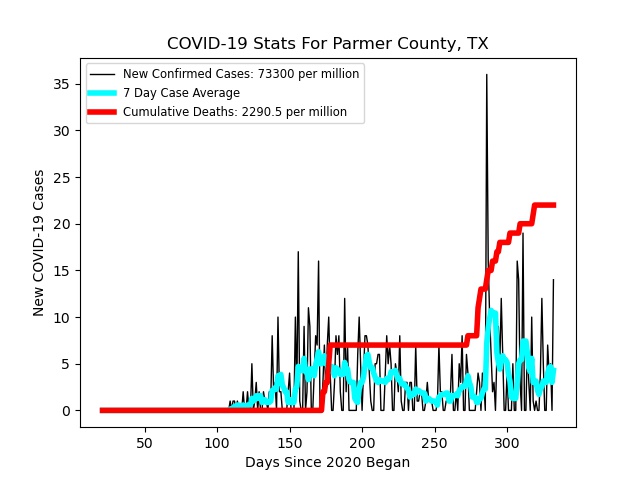 COVID-19 Stats For Parmer County, TX
New Confirmed Cases: 73300 per million
7 Day Case Average
Cumulative Deaths: 2290.5 per million
New COVID-19 Cases
35
30
25
20
15
10
5
0
50
100
150
200
250
300
Days Since 2020 Began